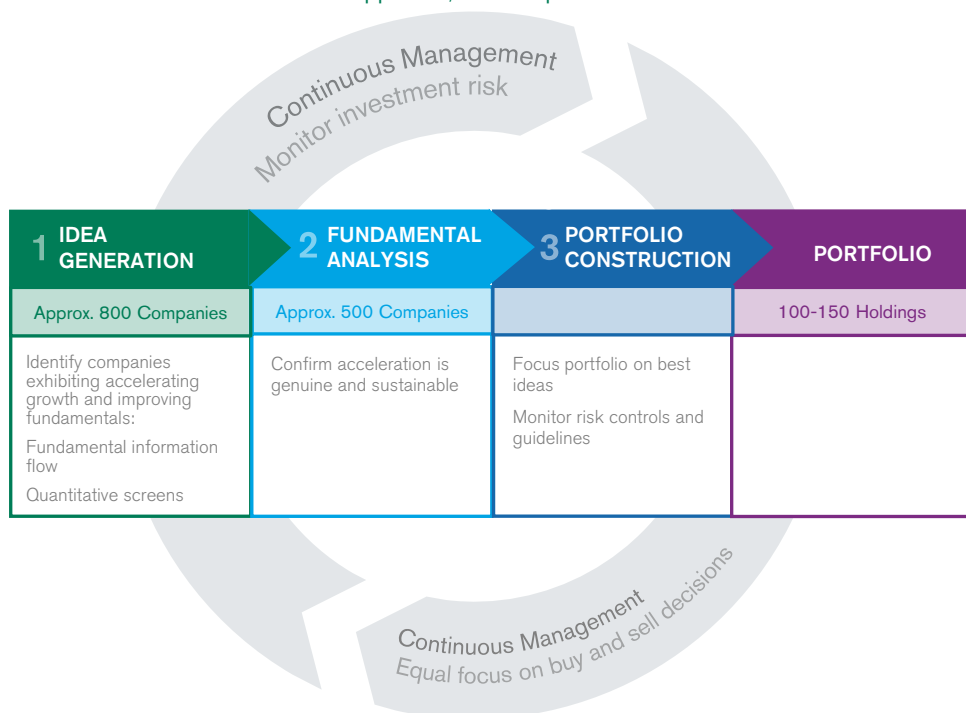 Continuous Management
Monitor investment risk
1
IDEA
GENERATION
2
FUNDAMENTAL
ANALYSIS
3
PORTFOLIO
CONSTRUCTION
PORTFOLIO
Approx. 800 Companies
Approx. 500 Companies
100-150 Holdings
Identify companies
exhibiting accelerating
growth and improving
fundamentals:
Fundamental information
flow
Quantitative screens
Confirm acceleration is
genuine and sustainable
Focus portfolio on best
ideas
Monitor risk controls and
guidelines
Continuous Management
Equal focus on buy and sell decisions